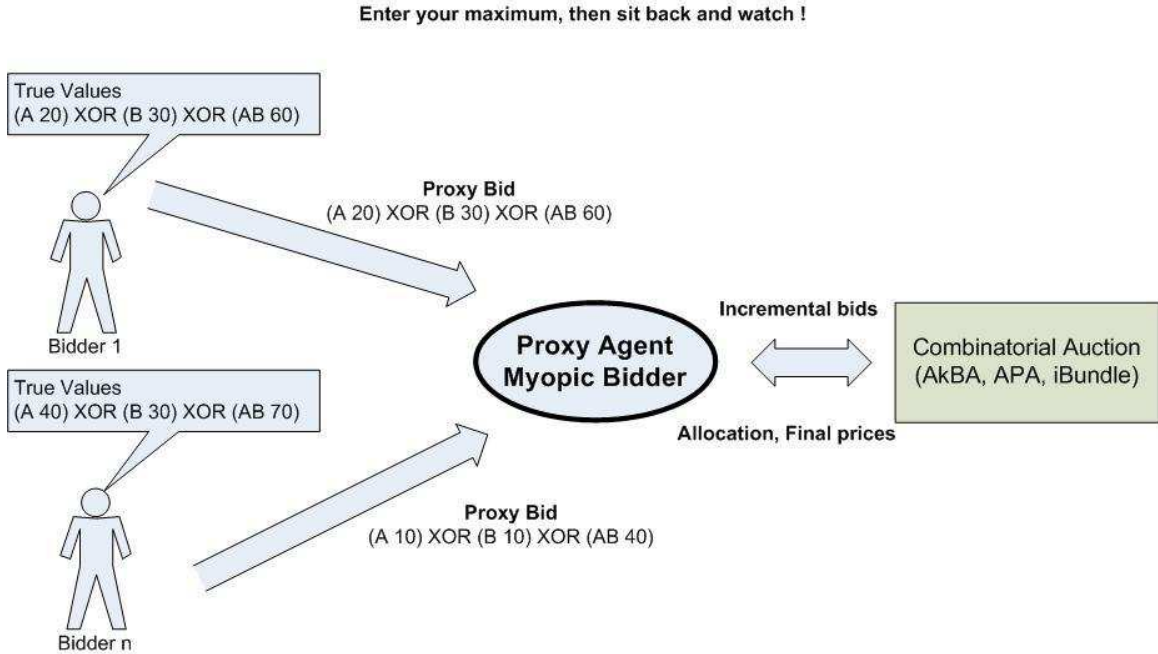 Enter your maximum, then sit back and watch !
True Values
(A 20) XOR (B 30) XOR (AB 60)
Proxy Bid
(A 20) XOR (B 30) XOR (AB 60)
Bidder 1
Incremental bids
Proxy Agent
Myopic Bidder
Combinatorial Auction
(AkBA, APA, iBundle)
Allocation, Final prices
True Values
(A 40) XOR (B 30) XOR (AB 70)
Proxy Bid
(A 10) XOR (B 10) XOR (AB 40)
Bidder n